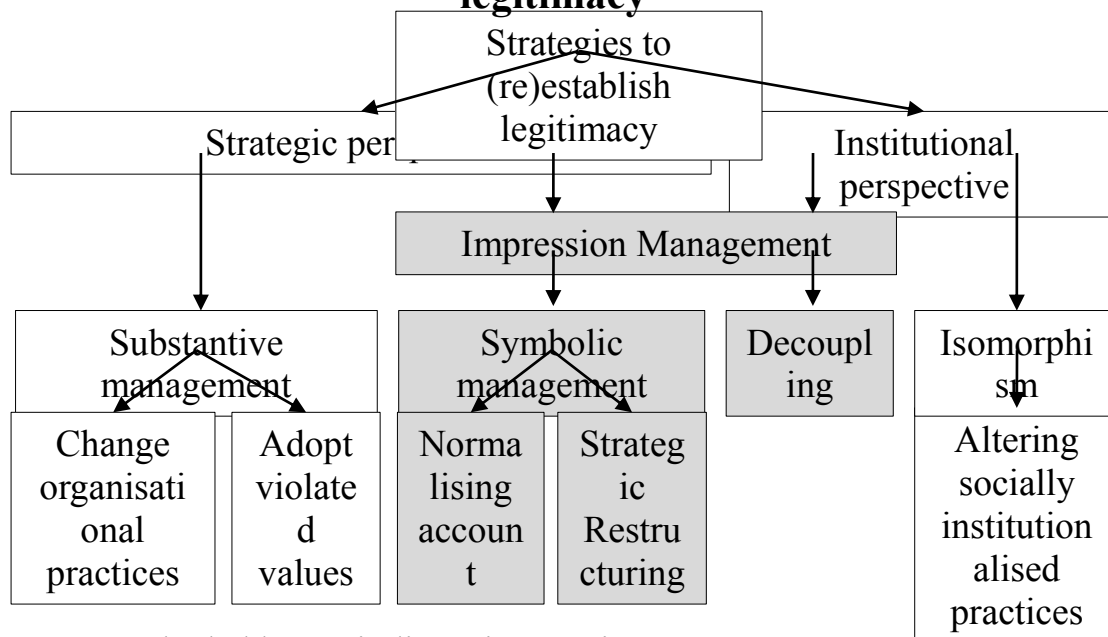 legitimacy
Strategies to
(re)establish
legitimacy
Strategic per
Institutional
perspective
Impression Management
Substantive
management
Symbolic
management
Decoupl
ing
Isomorphi
sm
Change
organisati
onal
practices
Adopt
violate
d
values
Norma
lising
accoun
t
Strateg
ic
Restru
cturing
Altering
socially
institution
alised
practices